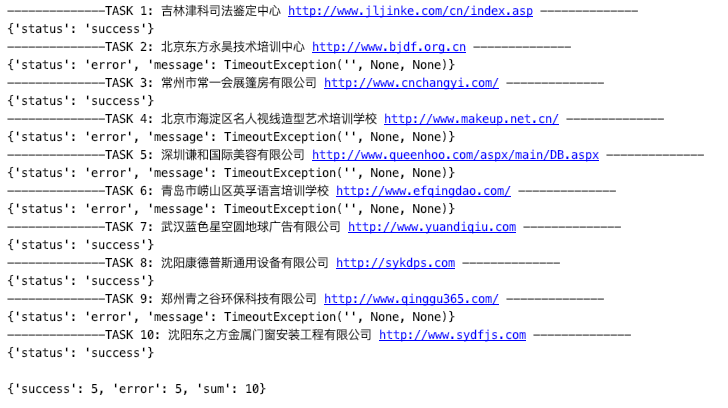 --------------TASK 1: 吉林津科司法鉴定中心 http://www.jljinke.com/cn/index.asp --------------
{'status': 'success'}
--------------TASK 2: 北京东方永昊技术培训中心 http://www.bjdf.org.cn --------------
{'status': 'error', 'message': TimeoutException('', None, None)}
--------------TASK 3: 常州市常一会展篷房有限公司 http://www.cnchangyi.com/ --------------
{'status': 'success'}
--------------TASK 4: 北京市海淀区名人视线造型艺术培训学校 http://www.makeup.net.cn/ --------------
{'status': 'error', 'message': TimeoutException('', None, None)}
--------------TASK 5: 深圳谦和国际美容有限公司 http://www.queenhoo.com/aspx/main/DB.aspx --------------
{'status': 'error', 'message': TimeoutException('', None, None)}
--------------TASK 6: 青岛市崂山区英孚语言培训学校 http://www.efqingdao.com/ --------------
{'status': 'error', 'message': TimeoutException('', None, None)}
--------------TASK 7: 武汉蓝色星空圆地球广告有限公司 http://www.yuandiqiu.com --------------
{'status': 'success'}
--------------TASK 8: 沈阳康德普斯通用设备有限公司 http://sykdps.com --------------
{'status': 'success'}
--------------TASK 9: 郑州青之谷环保科技有限公司 http://www.qinggu365.com/ --------------
{'status': 'error', 'message': TimeoutException('', None, None)}
--------------TASK 10: 沈阳东之方金属门窗安装工程有限公司 http://www.sydfjs.com --------------
{'status': 'success'}
{'success': 5, 'error': 5, 'sum': 10}